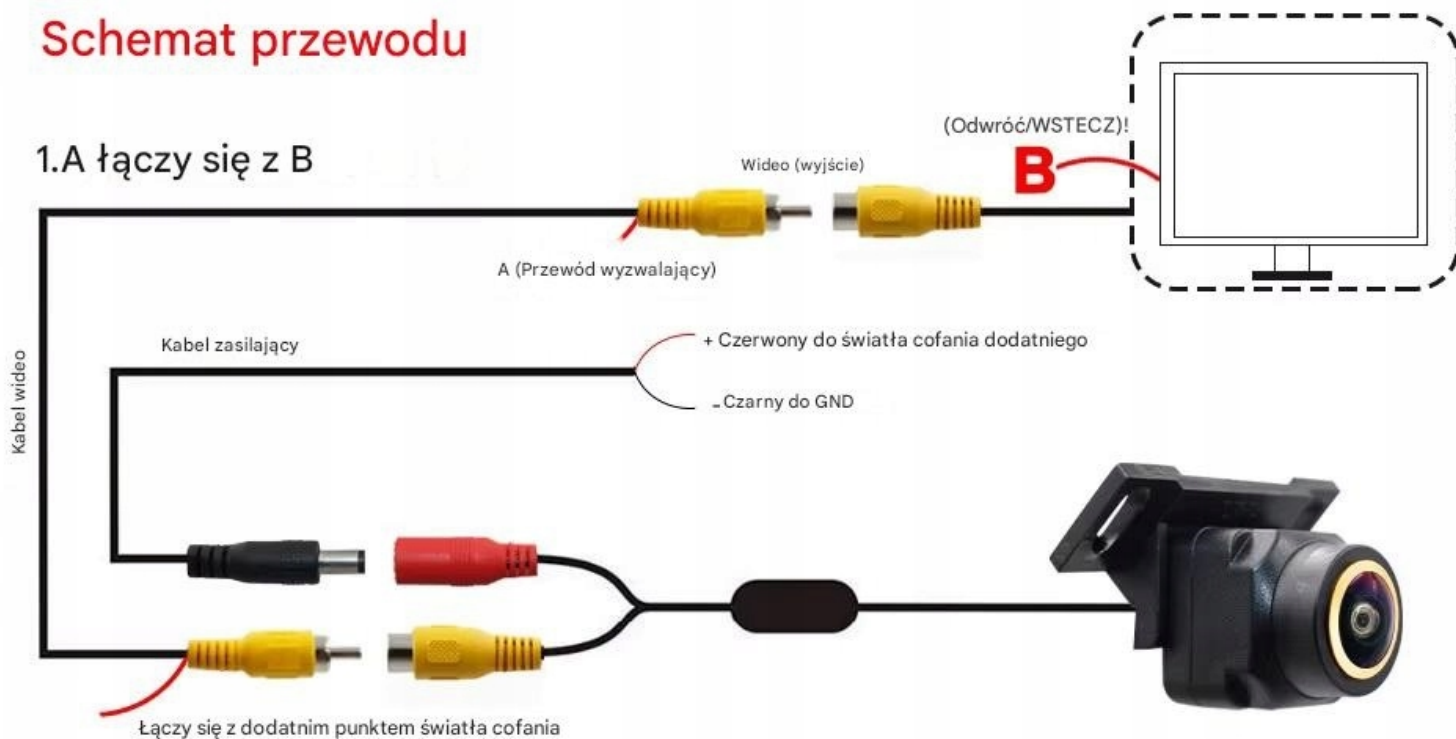 Schemat przewodu
(Odwróć/WSTECZ)!
1.A łączy się z B
Wideo (wyjście)
B
A (Przewód wyzwalający)
Kabel zasilający
+ Czerwony do światła cofania dodatniego
Kabel wideo
- Czarny do GND
Łączy się z dodatnim punktem światła cofania